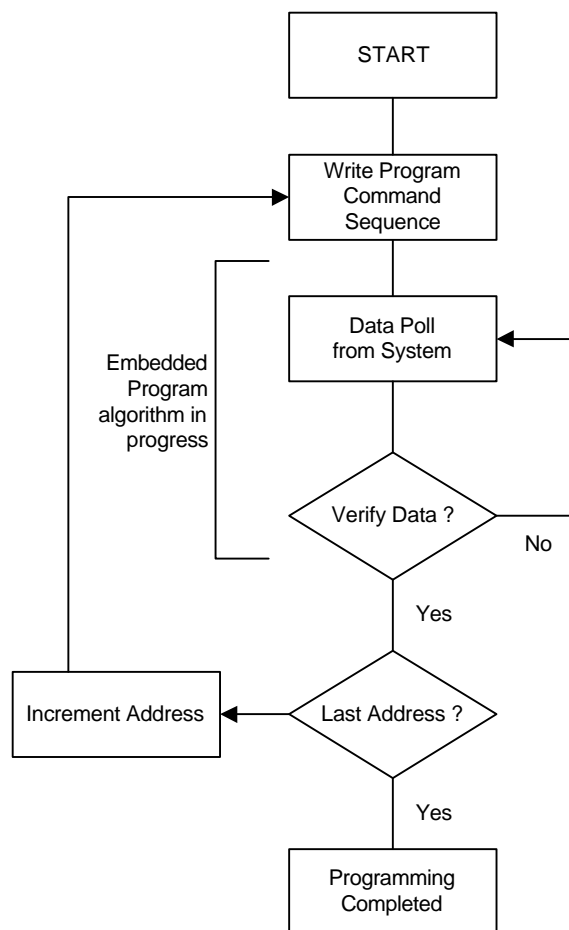 START
Write Program
Command
Sequence
Data Poll
from System
Embedded
Program
algorithm in
progress
Verify Data ?
No
Yes
Increment Address
Last Address ?
Yes
Programming
Completed